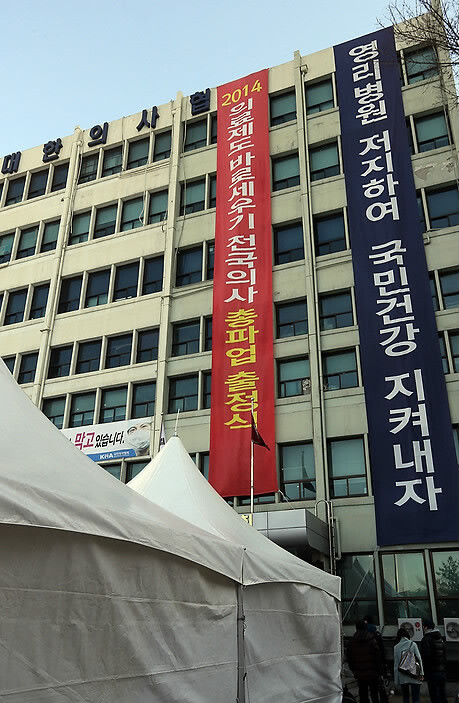 대한의사협
2014 의료제도바로세우기 전국의사 총파업 출정식
영리병원 저지하여 국민건강 지켜내자
막고있습니다.
KMA